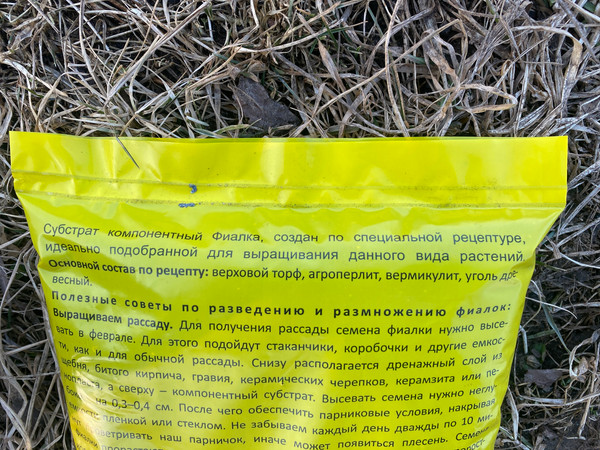 Субстрат компонентный Фиалка, создан по специальной рецептуре,
идеально подобранной для выращивания данного вида растений
Основной состав по рецепту: верховой торф, агроперлит, вермикулит, уголь дре-
весный.
Полезные советы по разведению и размножению фиалок:
Выращиваем рассаду. Для получения рассады семена фиалки нужно высе-
вать в феврале. Для этого подойдут стаканчики, коробочки и другие емкос-
ти, как и для обычной рассады. Снизу располагается дренажный слой из
щебня, битого кирпича, гравия, керамических черепков, керамзита или пе-
нопласта, а сверху – компонентный субстрат. Высевать семена нужно неглу-
на 0,3–0,4 см. После чего обеспечить парниковые условия, накрывая
плёнкой или стеклом. Не забываем каждый день дважды по 10 мин
наш парничок, иначе может появиться плесень.